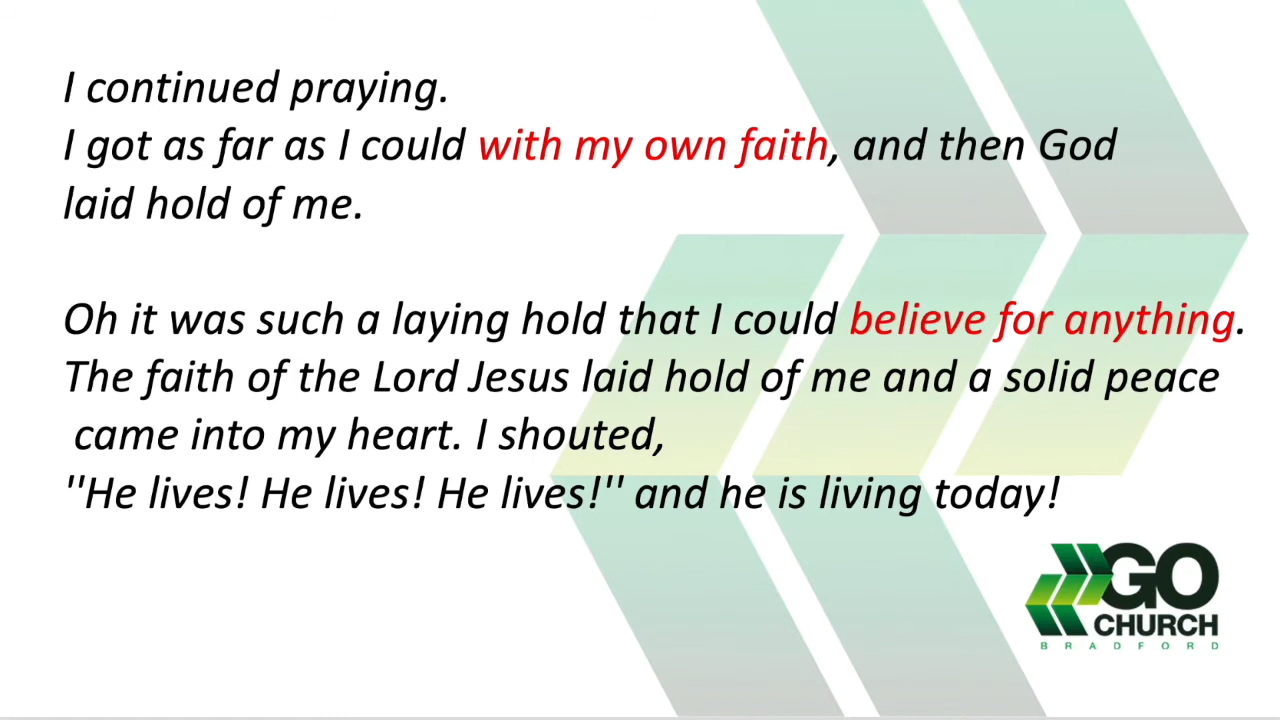 I continued praying.
I got as far as I could with my own faith, and then God
laid hold of me.
Oh it was such a laying hold that I could believe for anything.
The faith of the Lord Jesus laid hold of me and a solid peace
came into my heart. I shouted,
''He lives! He lives! He lives!'' and he is living today!
GO
CHURCH
BRADFORD